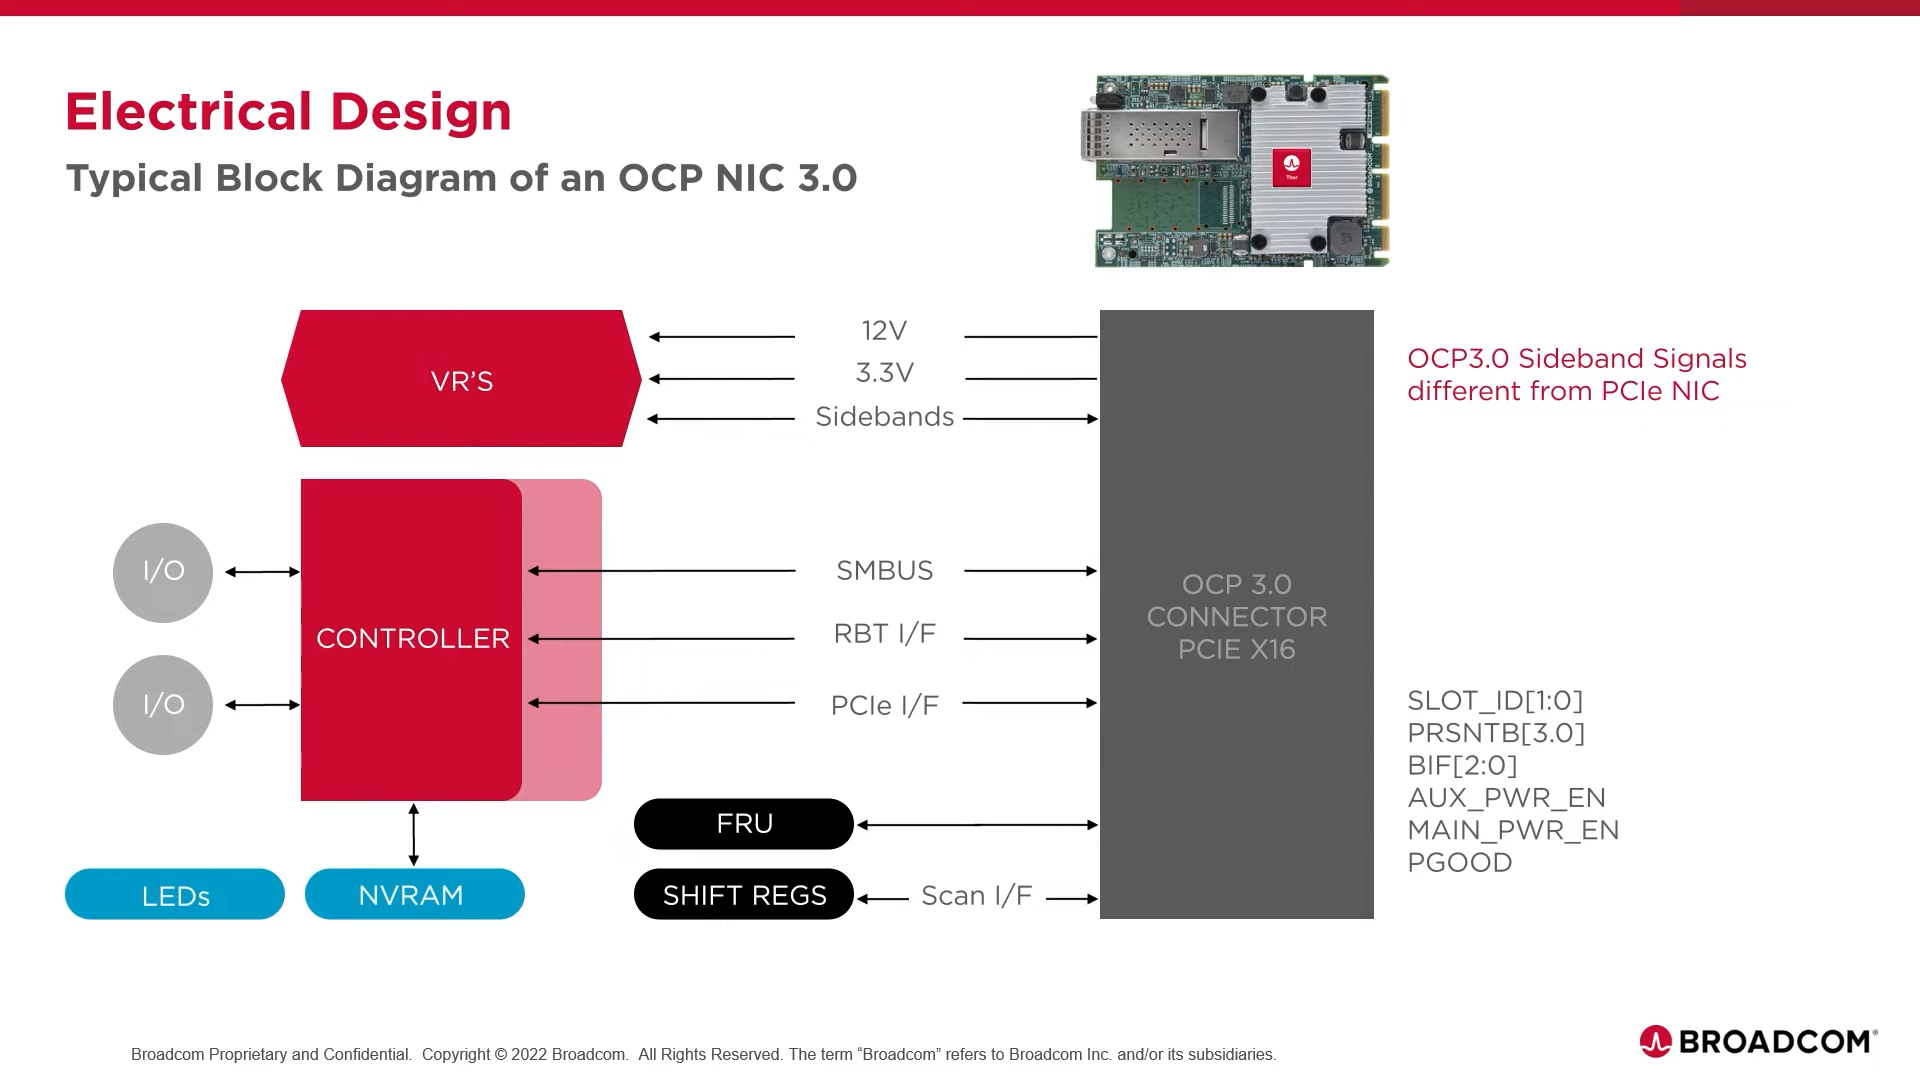 Electrical Design
Typical Block Diagram of an OCP NIC 3.0
Thor
VR'S
12V
3.3V
Sidebands
OCP3.0 Sideband Signals
different from PCIe NIC
I/O
I/O
CONTROLLER
SMBUS
RBT I/F
PCIe I/F
OCP 3.0
CONNECTOR
PCIE X16
SLOT_ID[1:0]
PRSNTB[3.0]
BIF[2:0]
AUX_PWR_EN
MAIN_PWR_EN
PGOOD
FRU
LEDs
NVRAM
SHIFT REGS
Scan I/F
Broadcom Proprietary and Confidential. Copyright © 2022 Broadcom. All Rights Reserved. The term “Broadcom” refers to Broadcom Inc. and/or its subsidiaries.
BROADCOM®